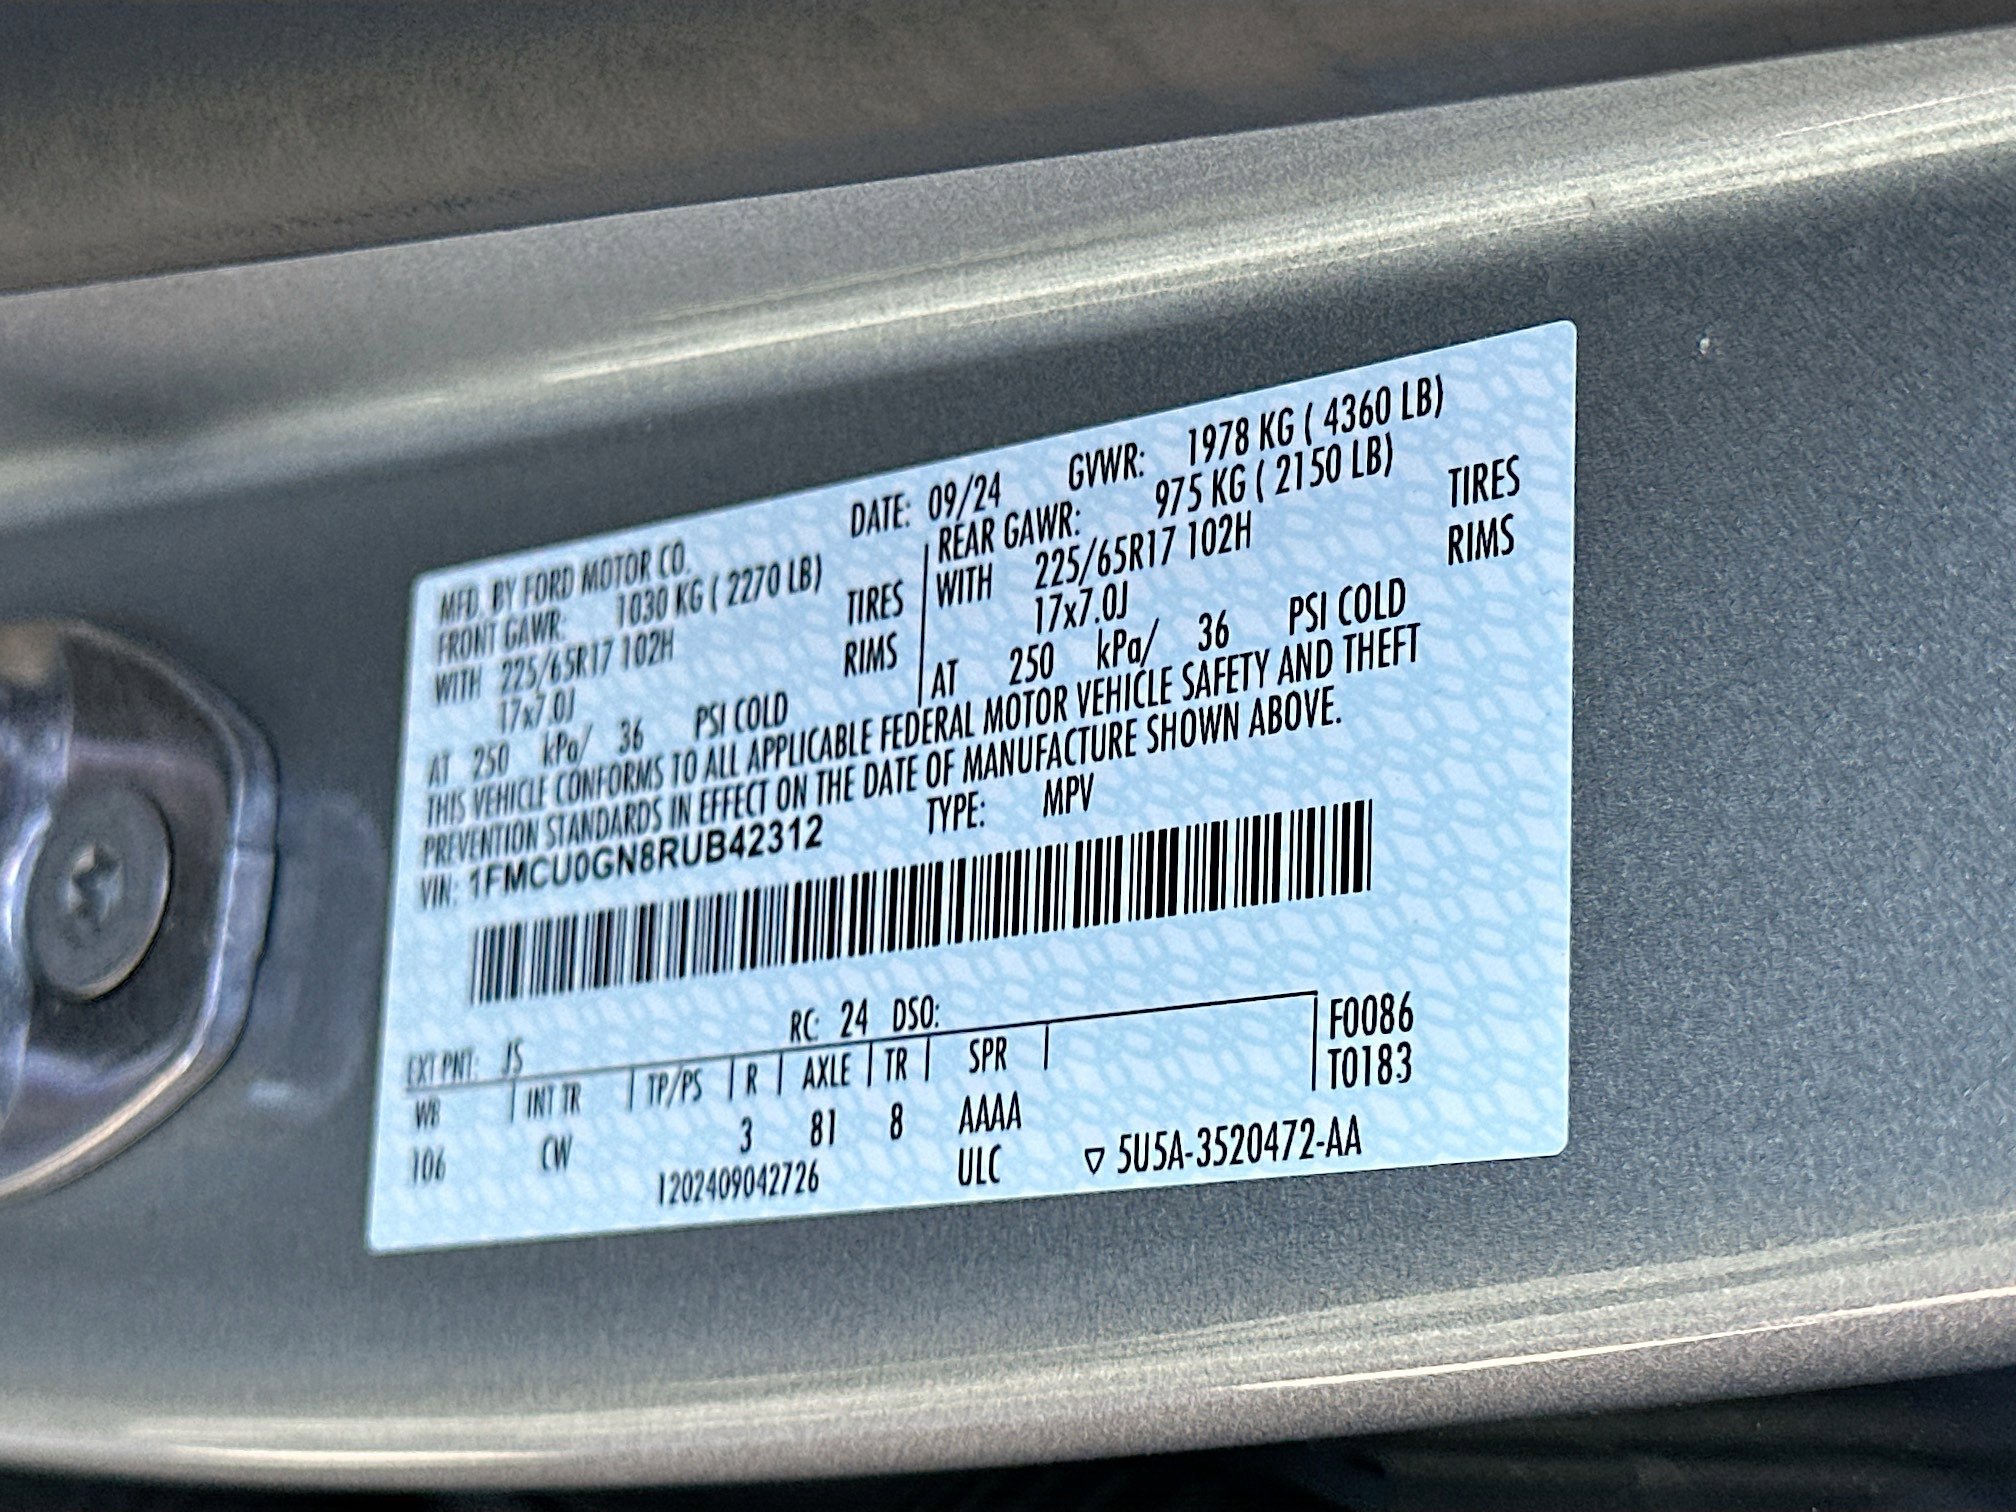 MFD. BY FORD MOTOR CO.
DATE: 09/24 GVWR: 1978 KG ( 4360 LB)
FRONT GAWR: 1030 KG ( 2270 LB)
REAR GAWR: 975 KG ( 2150 LB)
WITH 225/65R17 102H TIRES
WITH 225/65R17 102H TIRES
17x7.0J RIMS
17x7.0J RIMS
AT 250 kPa/ 36 PSI COLD
AT 250 kPa/ 36 PSI COLD
THIS VEHICLE CONFORMS TO ALL APPLICABLE FEDERAL MOTOR VEHICLE SAFETY AND THEFT
PREVENTION STANDARDS IN EFFECT ON THE DATE OF MANUFACTURE SHOWN ABOVE.
VIN: 1FMCU0GN8RUB42312 TYPE: MPV
EXT PNT: JS RC: 24 DSO:
F0086
WB | INT TR | TP/PS | R | AXLE | TR | SPR |
T0183
106 CW 3 81 8 AAAA
1202409042726 ULC ▽ 5U5A-3520472-AA